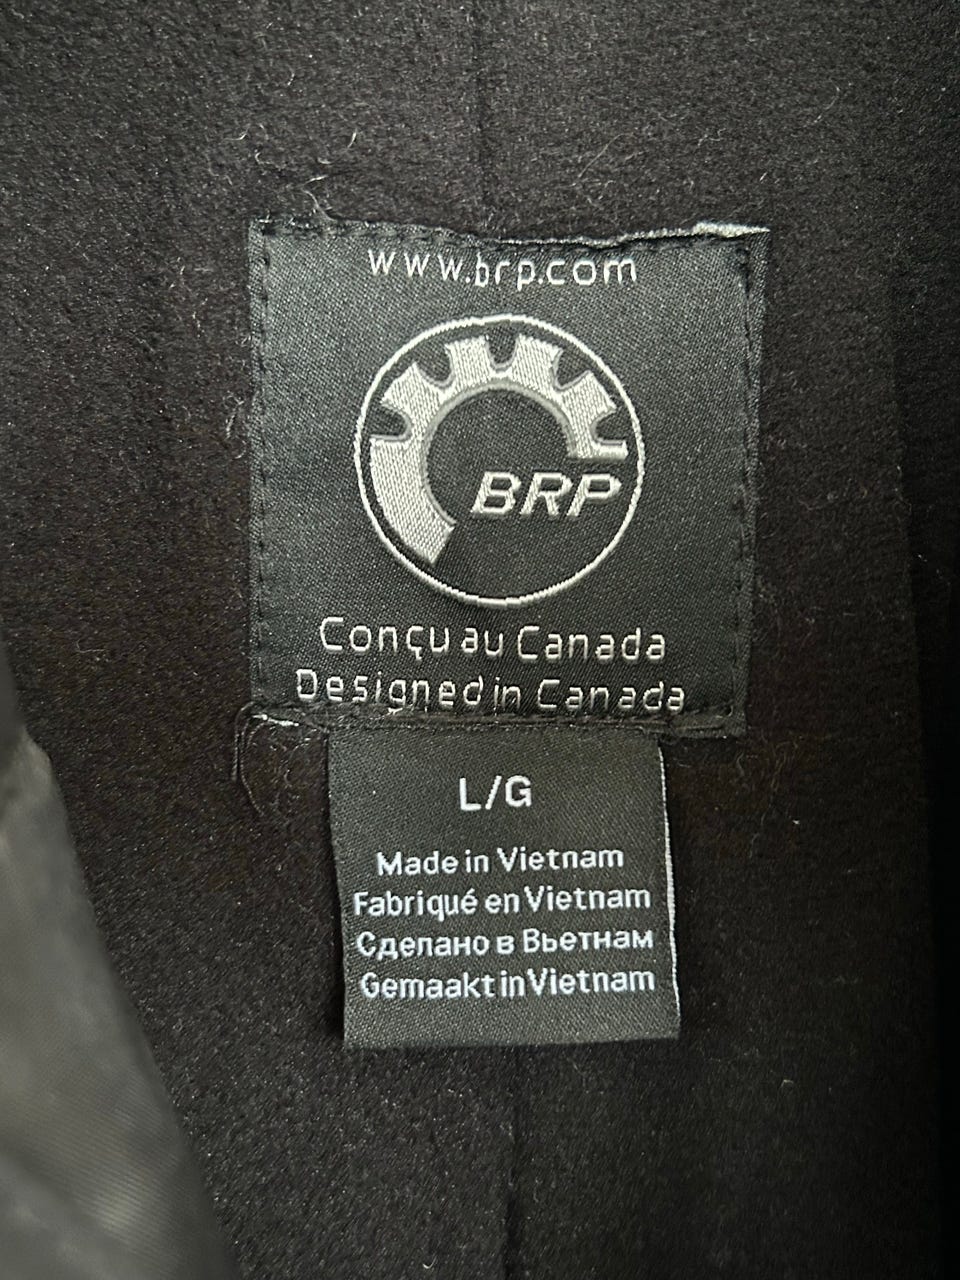 www.brp.com
BRP
Conçu au Canada
Designed in Canada
L/G
Made in Vietnam
Fabriqué en Vietnam
Сделано в Вьетнам
Gemaakt in Vietnam